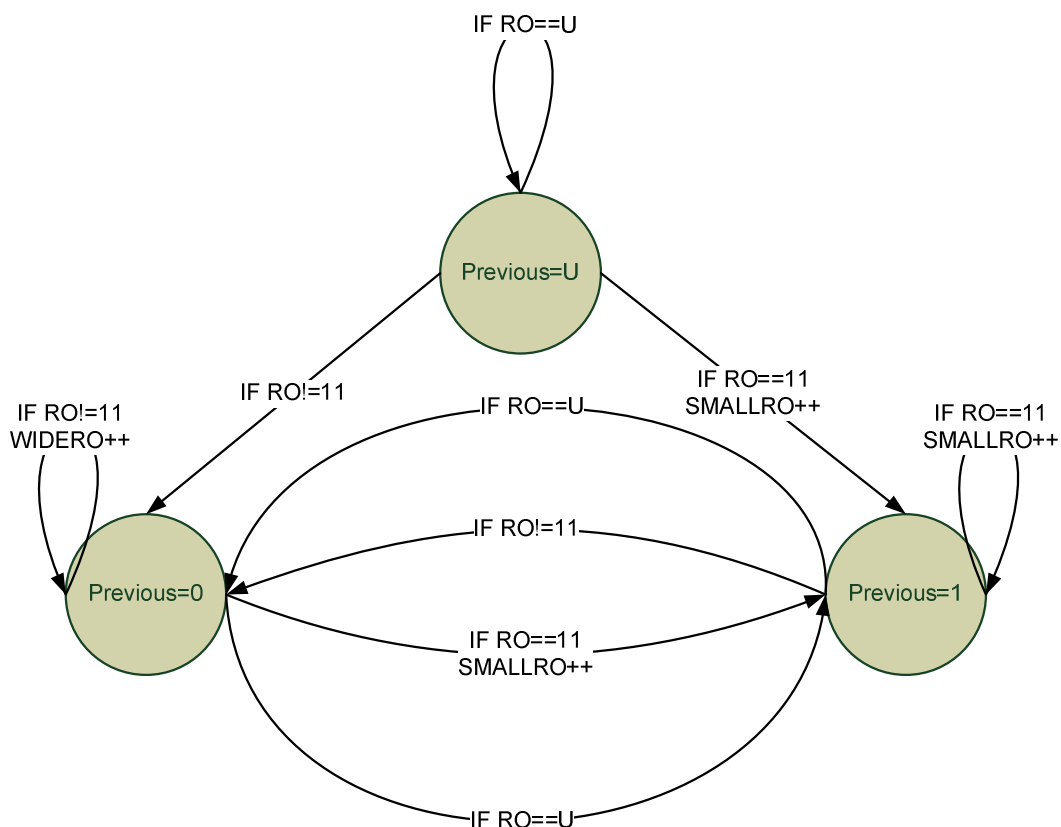 IF RO==U
Previous=U
IF RO!=11
IF RO==11
SMALLRO++
IF RO==U
IF RO!=11
WIDERO++
IF RO==11
SMALLRO++
IF RO!=11
Previous=0
Previous=1
IF RO==11
SMALLRO++
IF RO==U